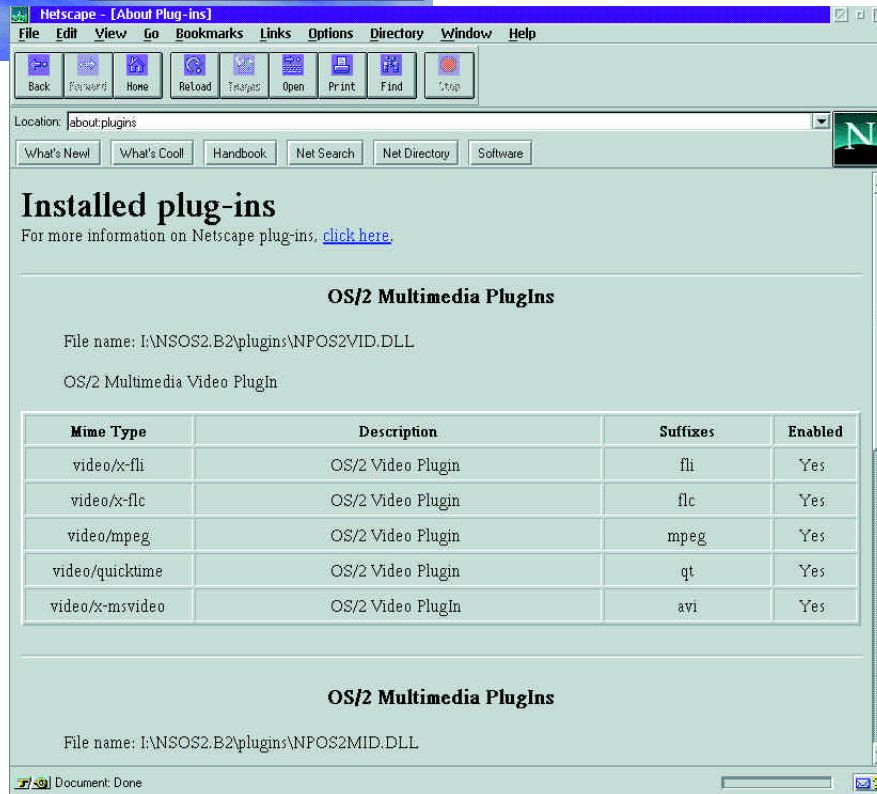 Netscape - [About Plug-ins]
File Edit View Go Bookmarks Links Options Directory Window Help
Back Forward Home Reload Images Open Print Find Stop
Location: about:plugins
N
What's New! What's Cool! Handbook Net Search Net Directory Software
Installed plug-ins
For more information on Netscape plug-ins, click here.
OS/2 Multimedia PlugIns
File name: I:\NSOS2.B2\plugins\NPOS2VID.DLL
OS/2 Multimedia Video PlugIn
Mime Type Description Suffixes Enabled
video/x-fli OS/2 Video Plugin fli Yes
video/x-flc OS/2 Video Plugin flc Yes
video/mpeg OS/2 Video Plugin mpeg Yes
video/quicktime OS/2 Video Plugin qt Yes
video/x-msvideo OS/2 Video PlugIn avi Yes
OS/2 Multimedia PlugIns
File name: I:\NSOS2.B2\plugins\NPOS2MID.DLL
Document: Done